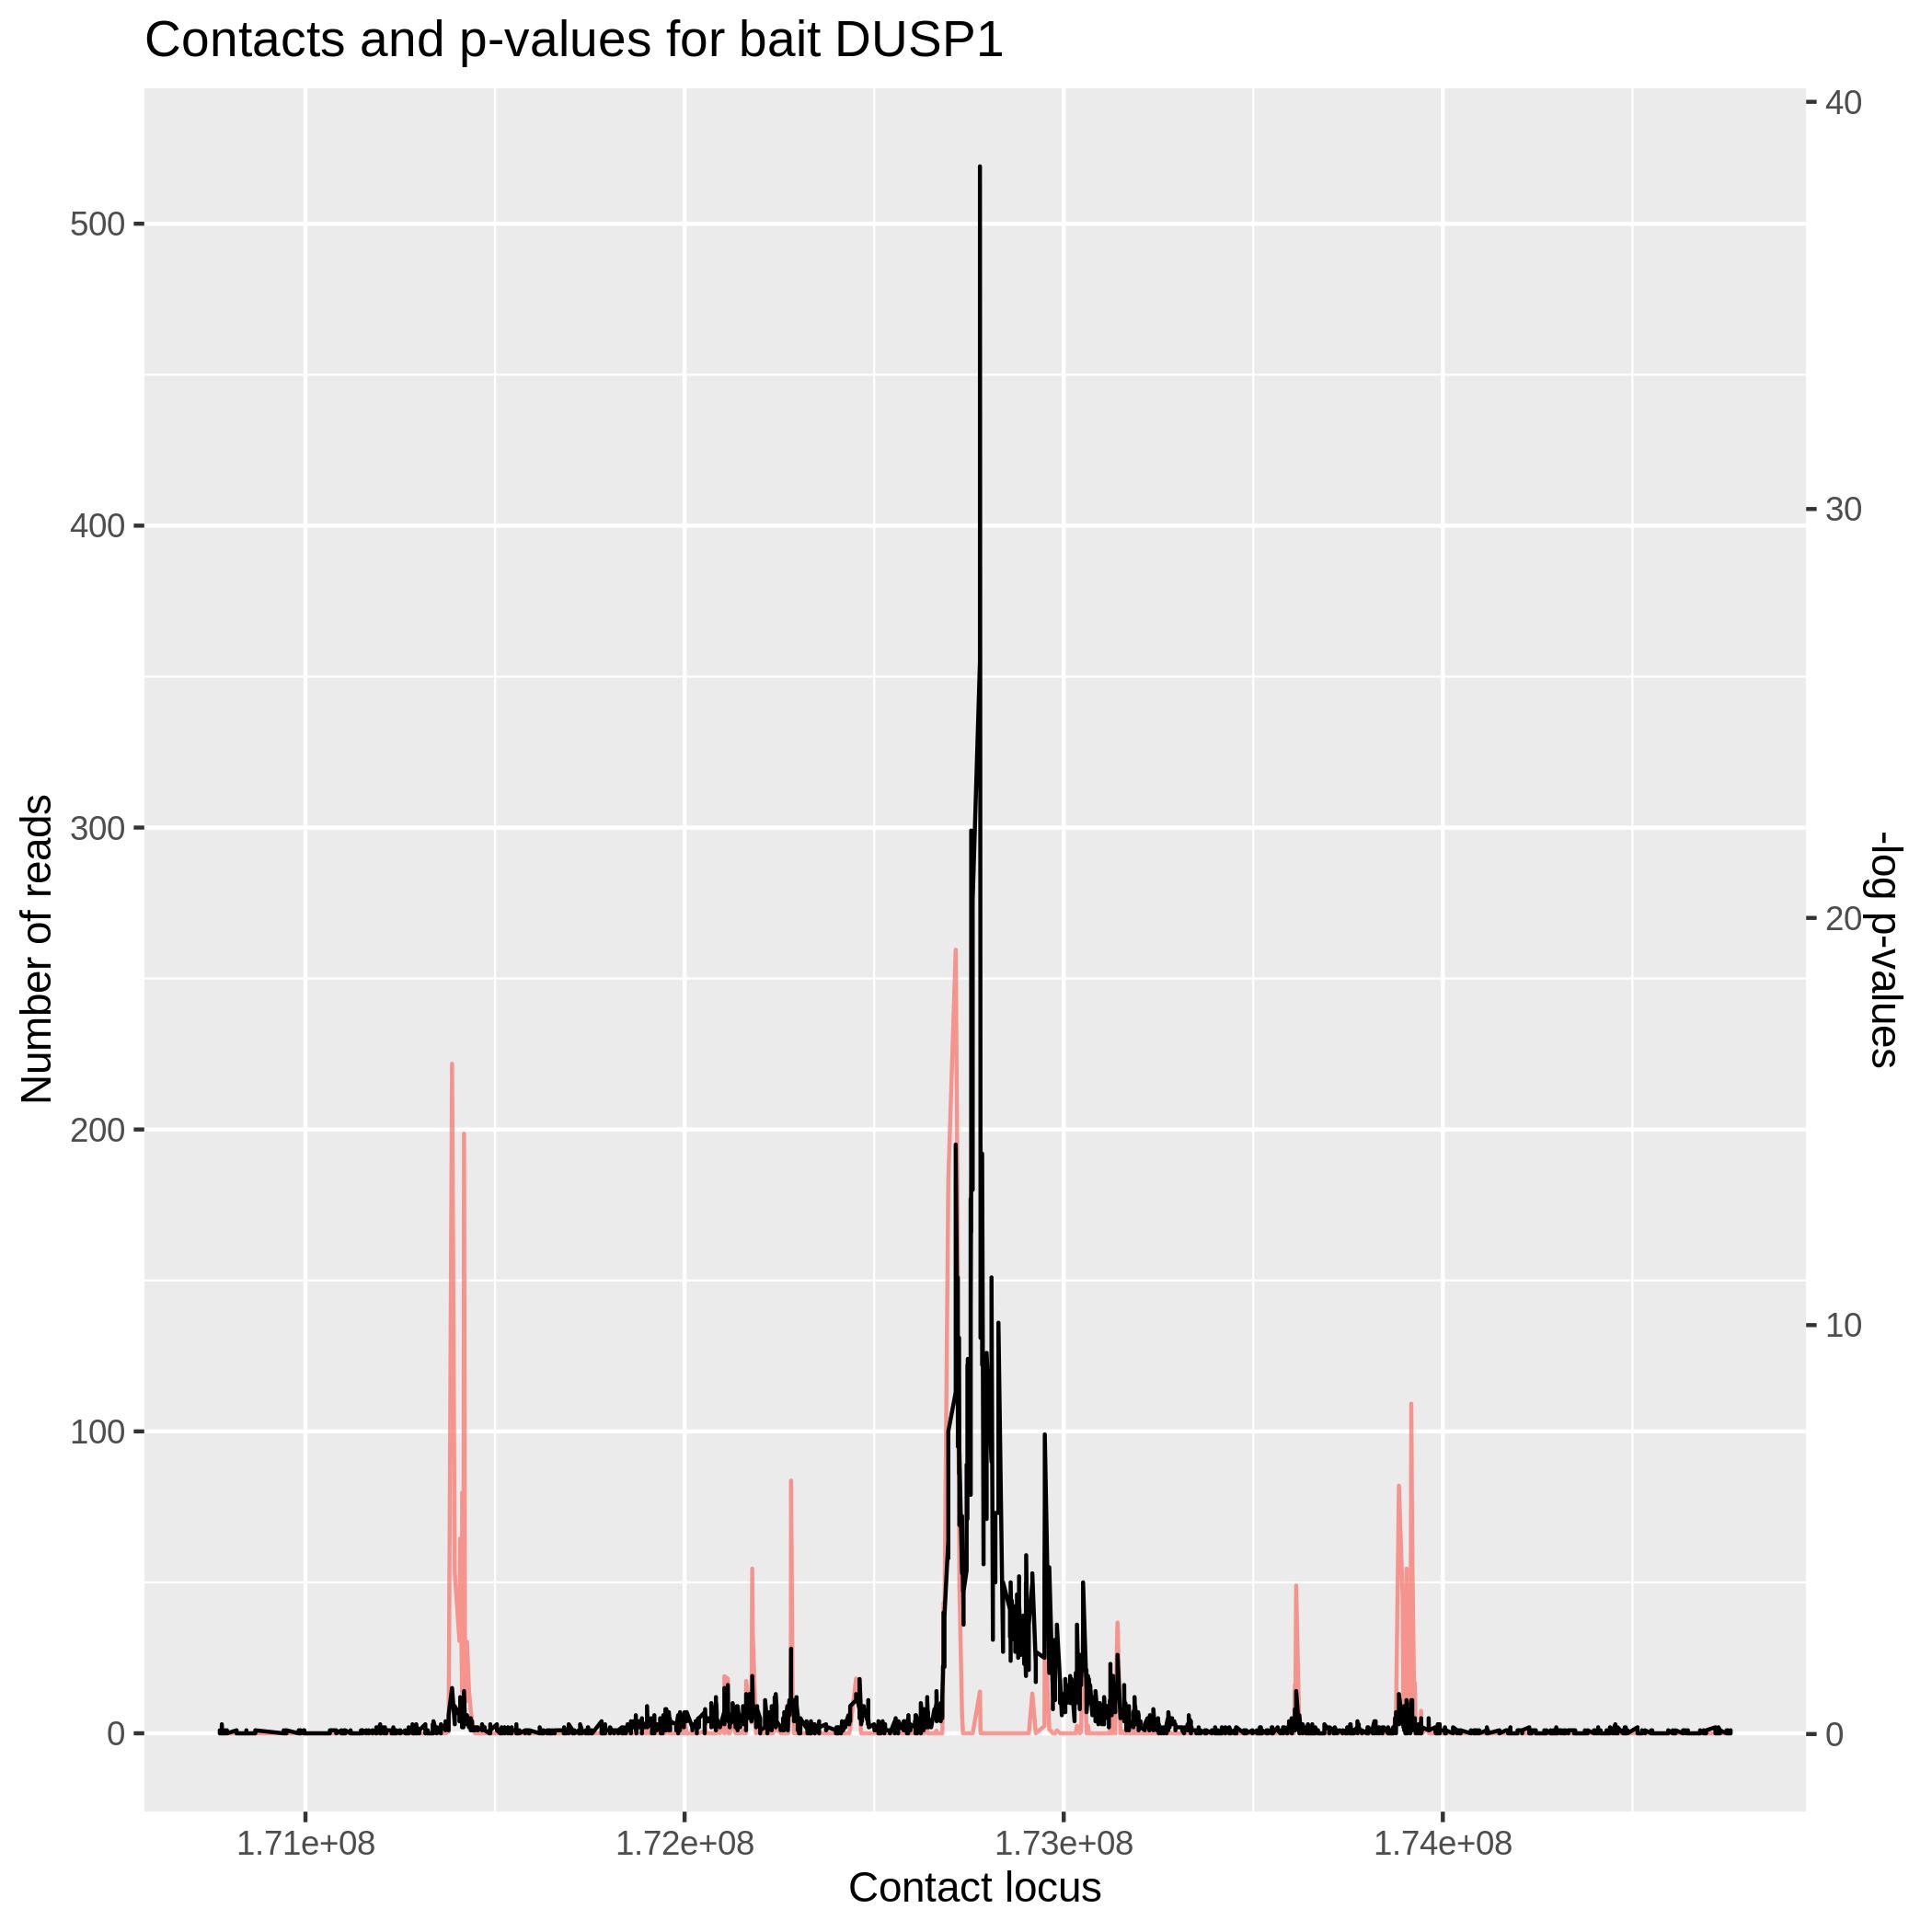 Contacts and p-values for bait DUSP1
Number of reads
500
400
300
200
100
0
40
30
20
10
0
-log p-values
1.71e+08
1.72e+08
1.73e+08
1.74e+08
Contact locus